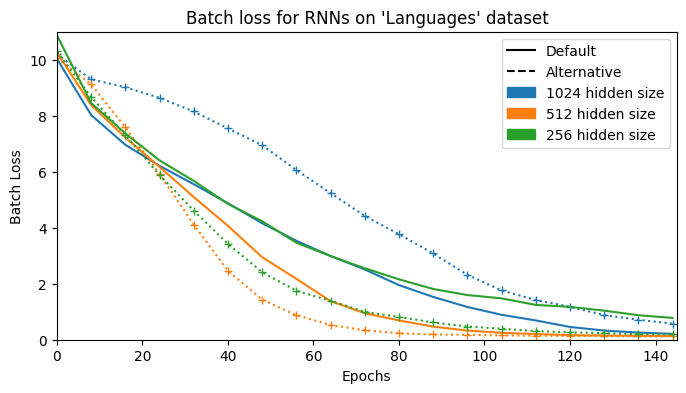 Batch loss for RNNs on 'Languages' dataset
Default
Alternative
1024 hidden size
512 hidden size
256 hidden size
Batch Loss
10
8
6
4
2
0
0 20 40 60 80 100 120 140
Epochs